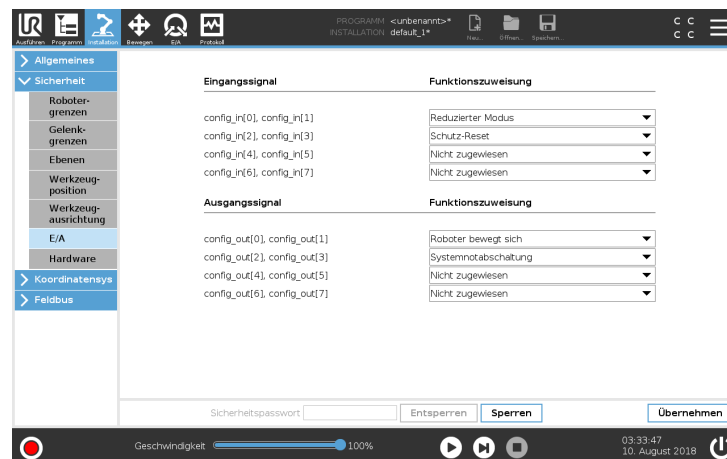 UR
Ausführen Programm Installation Bewegen E/A Protokoll
PROGRAMM <unbenannt>*
INSTALLATION default_1*
Neu... Öffnen... Speichern...
C C
C C
Allgemeines
Sicherheit
Roboter-
grenzen
Gelenk-
grenzen
Ebenen
Werkzeug-
position
Werkzeug-
ausrichtung
E/A
Hardware
Koordinatensys
Feldbus
Eingangssignal Funktionszuweisung
config_in[0], config_in[1] Reduzierter Modus
config_in[2], config_in[3] Schutz-Reset
config_in[4], config_in[5] Nicht zugewiesen
config_in[6], config_in[7] Nicht zugewiesen
Ausgangssignal Funktionszuweisung
config_out[0], config_out[1] Roboter bewegt sich
config_out[2], config_out[3] Systemnotabschaltung
config_out[4], config_out[5] Nicht zugewiesen
config_out[6], config_out[7] Nicht zugewiesen
Sicherheitspasswort Entsperren Sperren Übernehmen
Geschwindigkeit 100%
03:33:47
10. August 2018